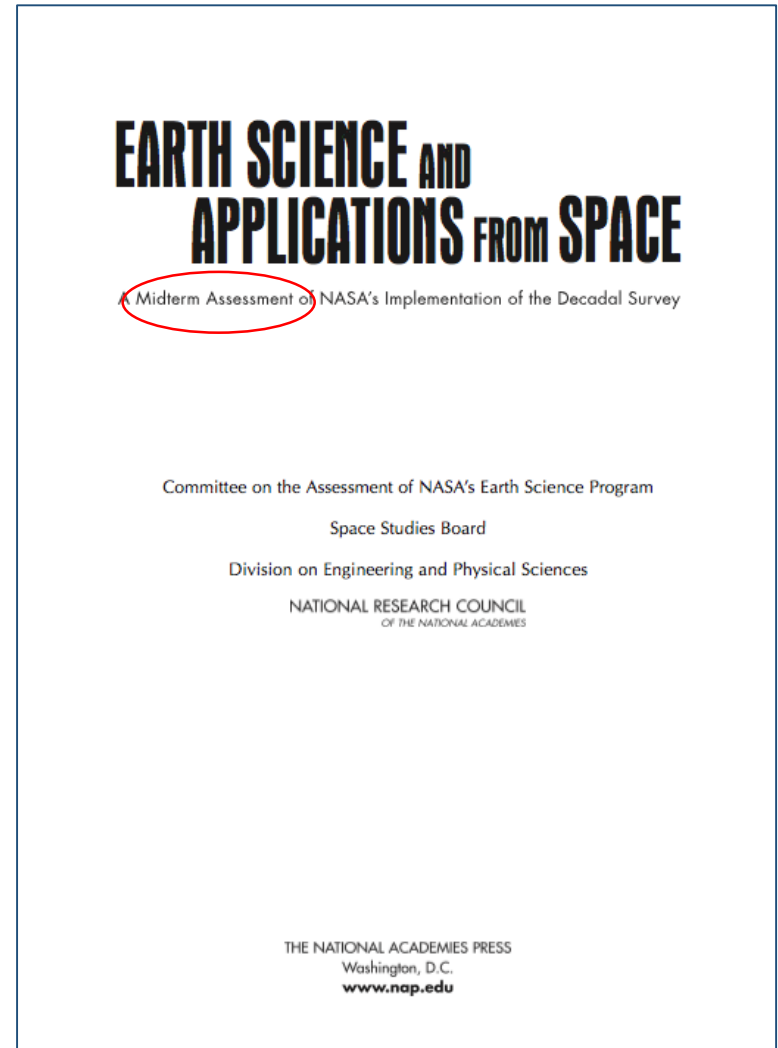 EARTH SCIENCE AND
APPLICATIONS FROM SPACE
A Midterm Assessment of NASA's Implementation of the Decadal Survey
Committee on the Assessment of NASA's Earth Science Program
Space Studies Board
Division on Engineering and Physical Sciences
NATIONAL RESEARCH COUNCIL
OF THE NATIONAL ACADEMIES
THE NATIONAL ACADEMIES PRESS
Washington, D.C.
www.nap.edu